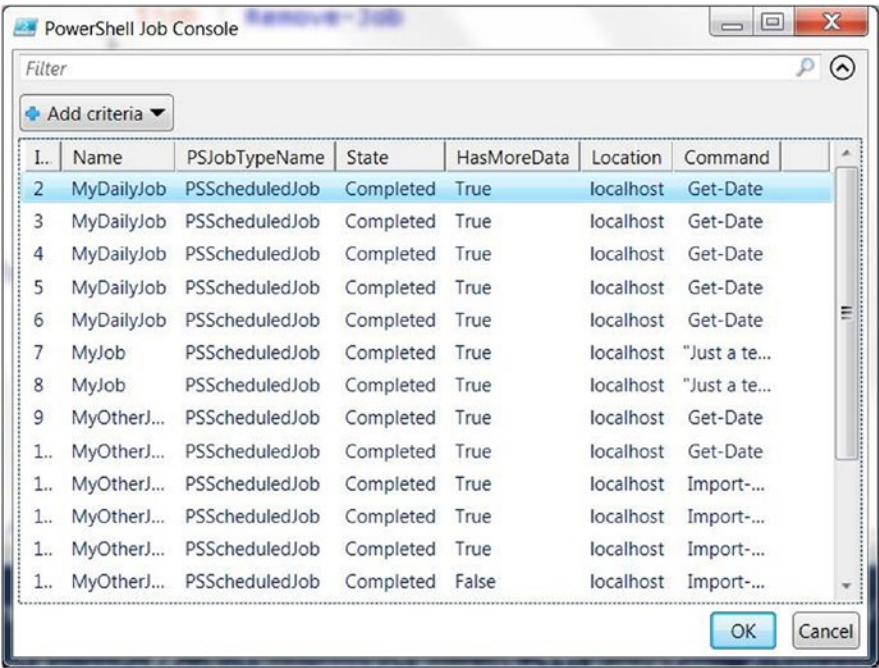 Remove-Job
PowerShell Job Console
Filter
Add criteria
I.. Name PSJobTypeName State HasMoreData Location Command
2 MyDailyJob PSScheduledJob Completed True localhost Get-Date
3 MyDailyJob PSScheduledJob Completed True localhost Get-Date
4 MyDailyJob PSScheduledJob Completed True localhost Get-Date
5 MyDailyJob PSScheduledJob Completed True localhost Get-Date
6 MyDailyJob PSScheduledJob Completed True localhost Get-Date
7 MyJob PSScheduledJob Completed True localhost "Just a te...
8 MyJob PSScheduledJob Completed True localhost "Just a te...
9 MyOtherJ... PSScheduledJob Completed True localhost Get-Date
1.. MyOtherJ... PSScheduledJob Completed True localhost Get-Date
1.. MyOtherJ... PSScheduledJob Completed True localhost Import-...
1.. MyOtherJ... PSScheduledJob Completed True localhost Import-...
1.. MyOtherJ... PSScheduledJob Completed True localhost Import-...
1.. MyOtherJ... PSScheduledJob Completed False localhost Import-...
OK Cancel